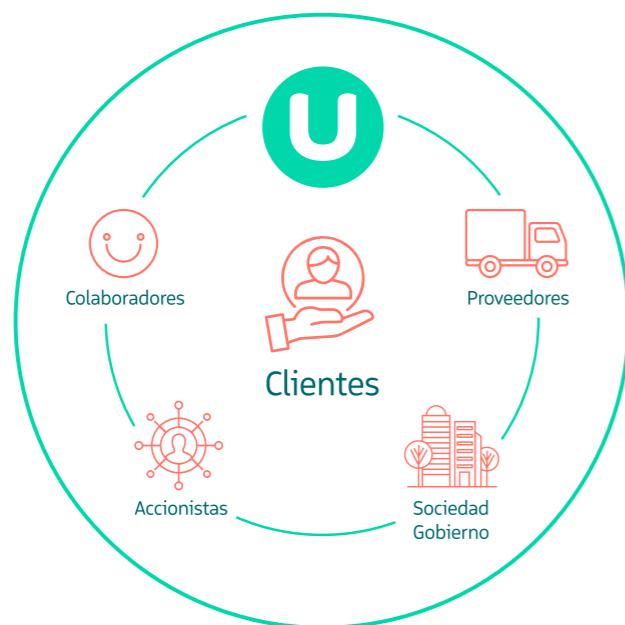 U
Colaboradores
Proveedores
Clientes
Accionistas
Sociedad
Gobierno